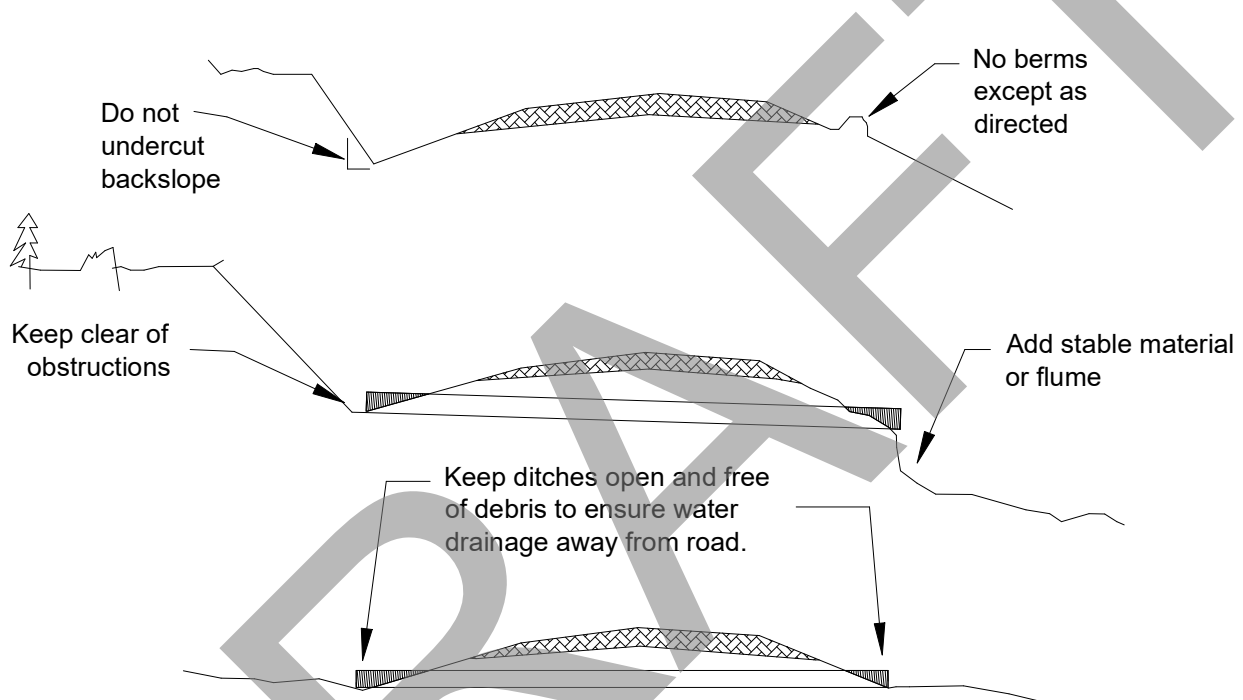 No berms
except as
directed
Do not
undercut
backslope
Keep clear of
obstructions
Add stable material
or flume
Keep ditches open and free
of debris to ensure water
drainage away from road.
DRAFT